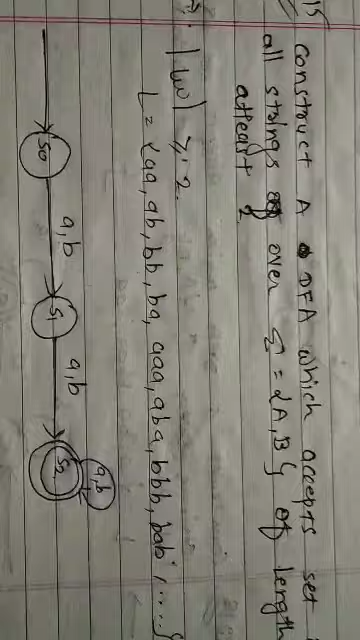 15
construct A DFA which accepts set
all strings over Σ = {A,B} of length
atleast 2
|w| ≥ 2.
L = {aa, ab, bb, ba, aaa, aba, bbb, bab, .....}
S0 a,b S1 a,b S2 a,b